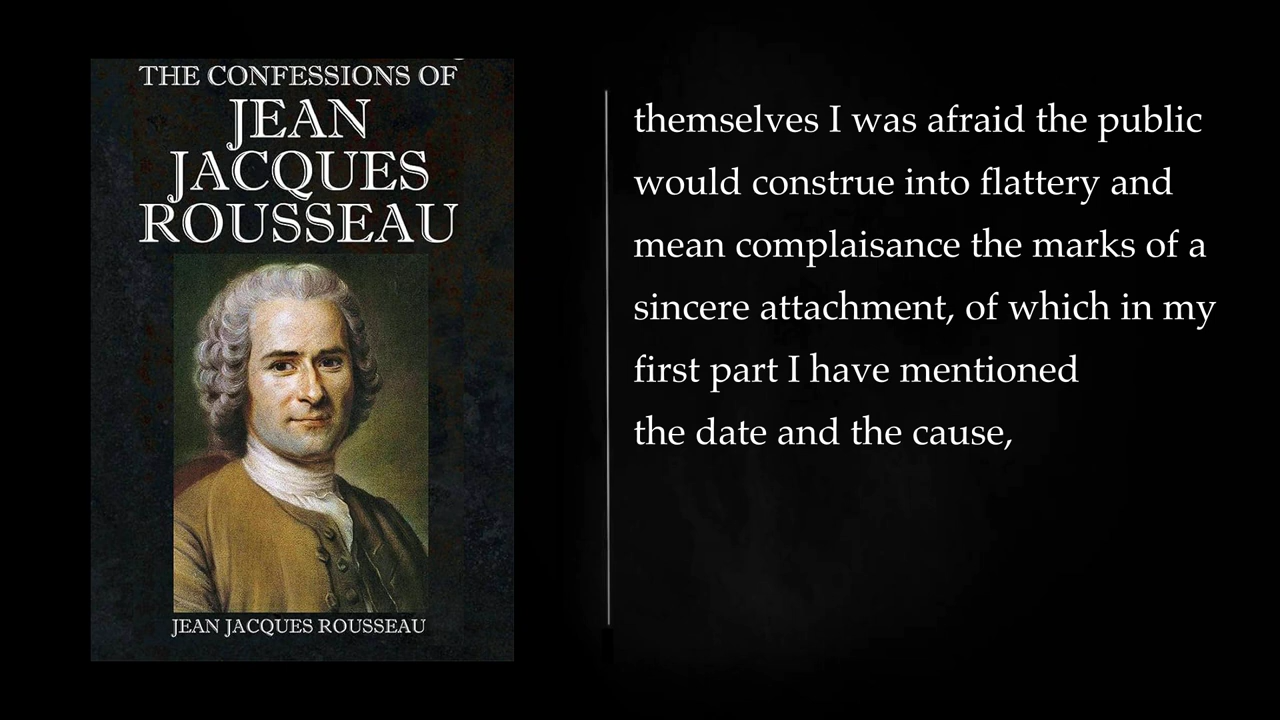 THE CONFESSIONS OF
JEAN
JACQUES
ROUSSEAU
JEAN JACQUES ROUSSEAU
themselves I was afraid the public
would construe into flattery and
mean complaisance the marks of a
sincere attachment, of which in my
first part I have mentioned
the date and the cause,